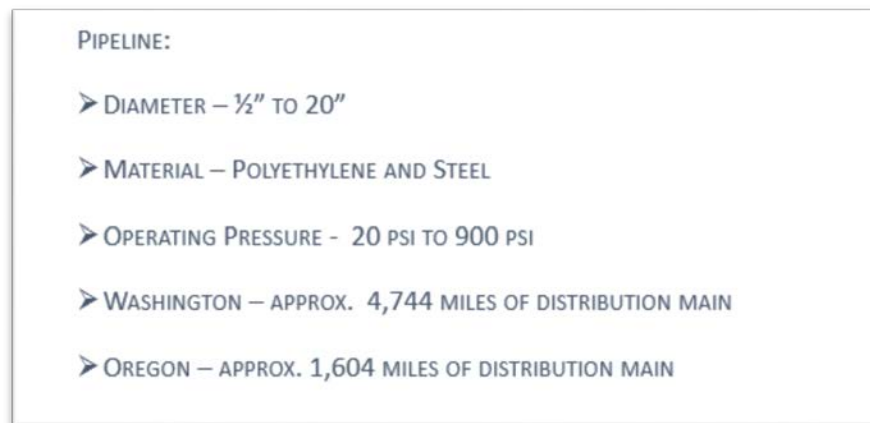 PIPELINE:
➢ DIAMETER – ½” TO 20”
➢ MATERIAL – POLYETHYLENE AND STEEL
➢ OPERATING PRESSURE - 20 PSI TO 900 PSI
➢ WASHINGTON – APPROX. 4,744 MILES OF DISTRIBUTION MAIN
➢ OREGON – APPROX. 1,604 MILES OF DISTRIBUTION MAIN